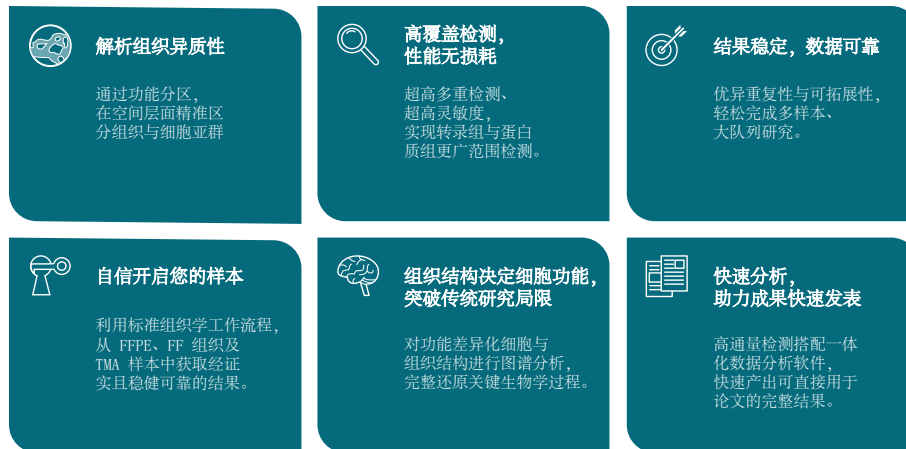 解析组织异质性
通过功能分区，
在空间层面精准区
分组织与细胞亚群
高覆盖检测，
性能无损耗
超高多重检测、
超高灵敏度，
实现转录组与蛋白
质组更广范围检测。
结果稳定，数据可靠
优异重复性与可拓展性，
轻松完成多样本、
大队列研究。
自信开启您的样本
利用标准组织学工作流程，
从 FFPE、FF 组织及
TMA 样本中获取经证
实且稳健可靠的结果。
组织结构决定细胞功能，
突破传统研究局限
对功能差异化细胞与
组织结构进行图谱分析，
完整还原关键生物学过程。
快速分析，
助力成果快速发表
高通量检测搭配一体
化数据分析软件，
快速产出可直接用于
论文的完整结果。